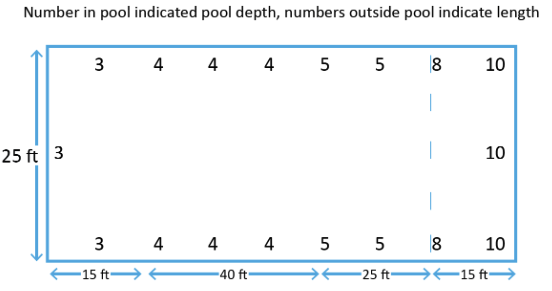 Number in pool indicated pool depth, numbers outside pool indicate length
3 4 4 4 5 5 8 10
25 ft 3 10
3 4 4 4 5 5 8 10
15 ft 40 ft 25 ft 15 ft